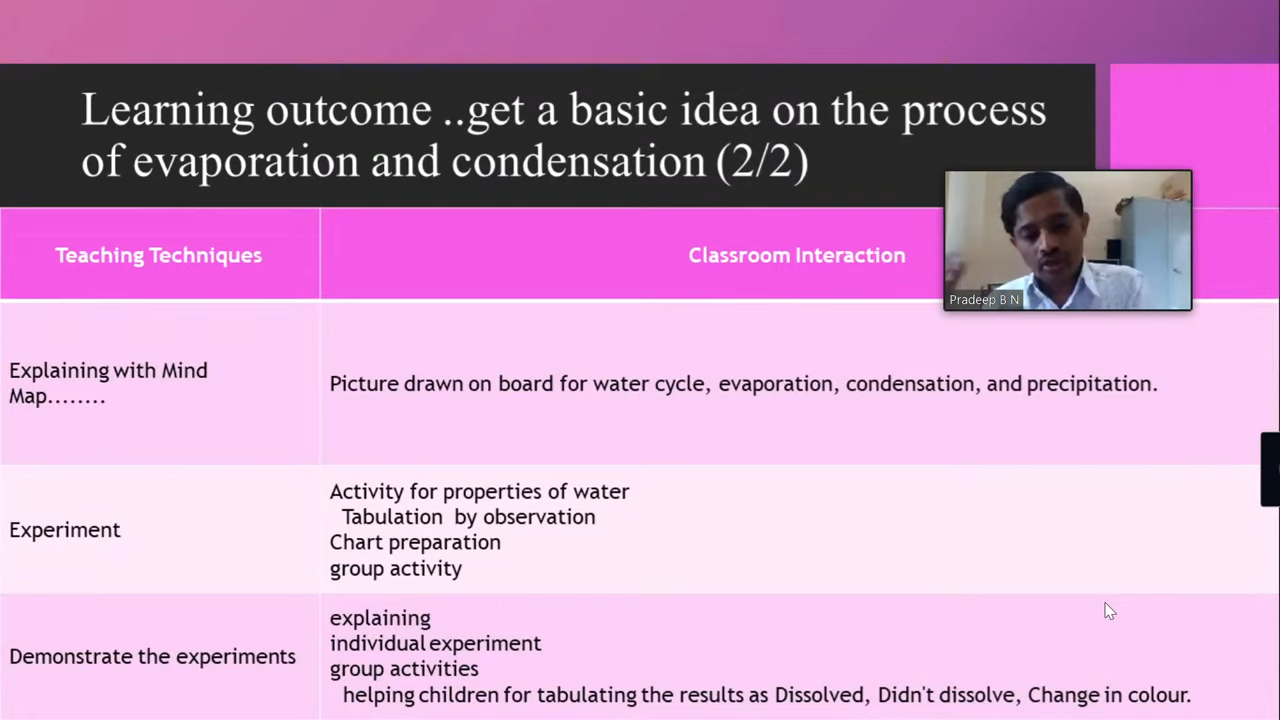 Learning outcome ..get a basic idea on the process
of evaporation and condensation (2/2)
Teaching Techniques
Classroom Interaction
Pradeep B N
Explaining with Mind
Map........
Picture drawn on board for water cycle, evaporation, condensation, and precipitation.
Experiment
Activity for properties of water
Tabulation by observation
Chart preparation
group activity
Demonstrate the experiments
explaining
individual experiment
group activities
helping children for tabulating the results as Dissolved, Didn't dissolve, Change in colour.